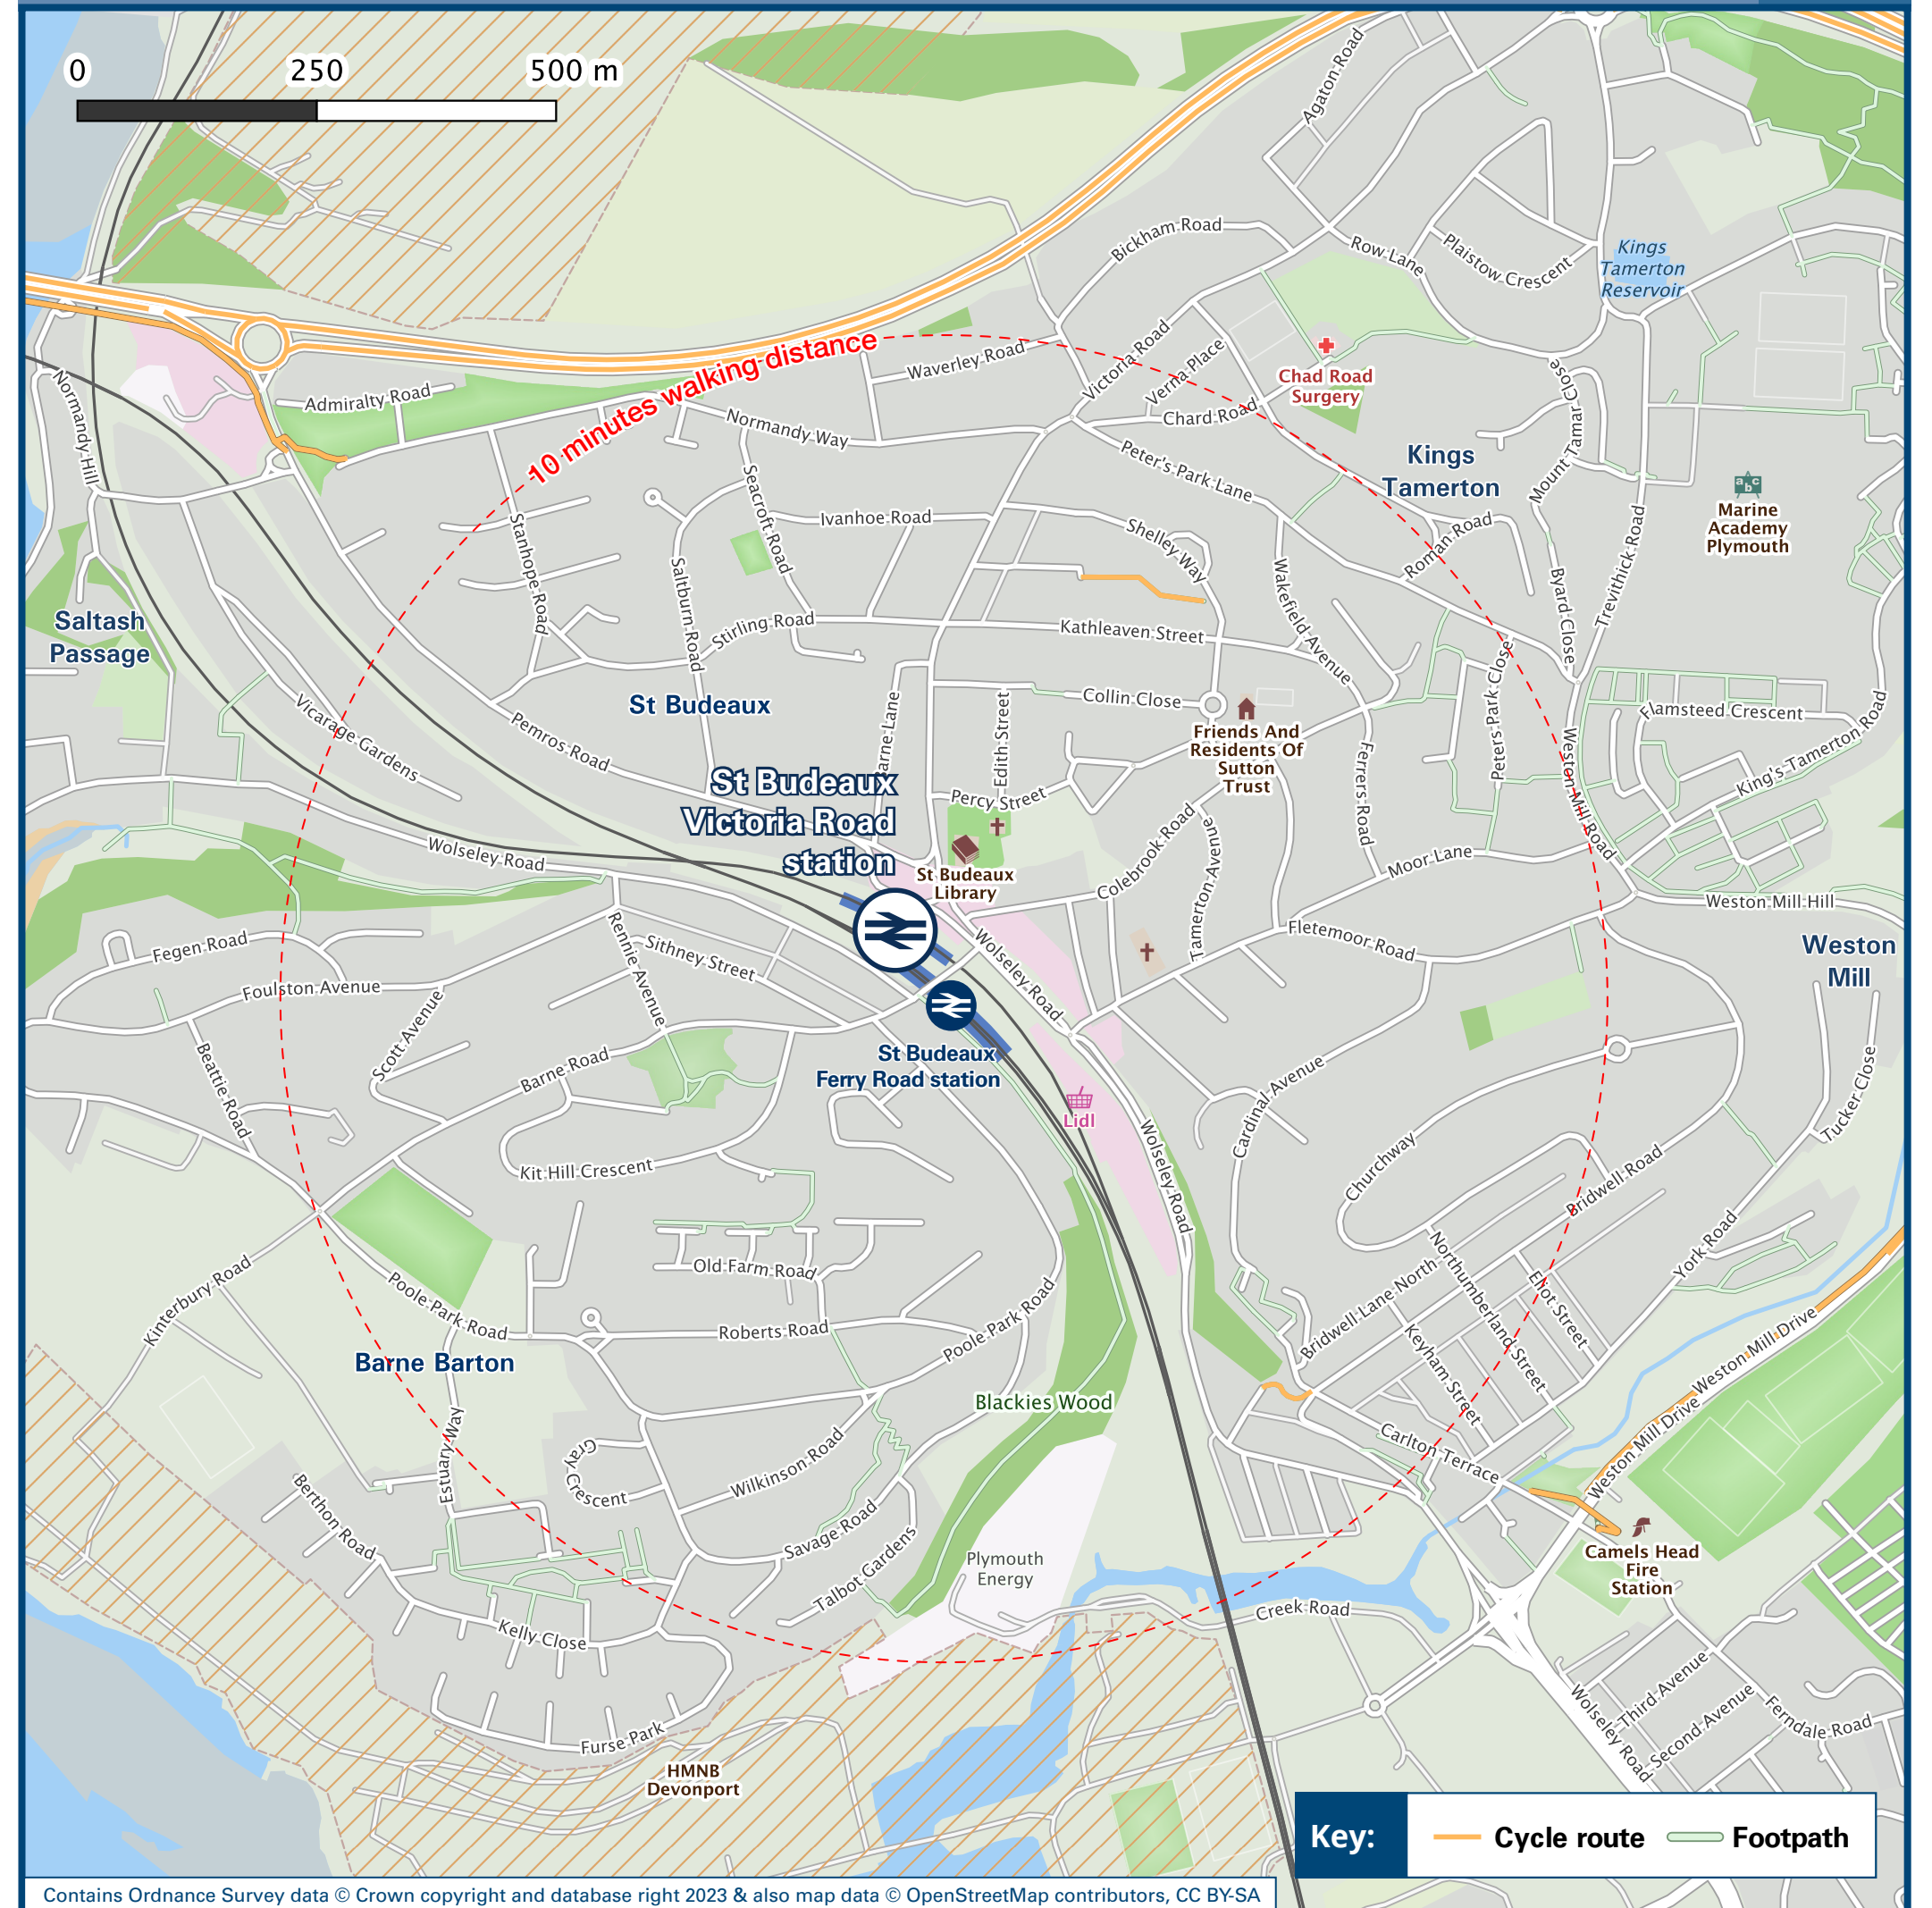 0 250 500 m
Agaton Road
Bickham Road
Row Lane
Plaistow Crescent
Kings
Tamerton
Reservoir
10 minutes walking distance
Waverley Road
Victoria Road
Verna Place
Chard Road
Chad Road
Surgery
Normandy Hill
Admiralty Road
Normandy Way
Peter's Park Lane
Kings
Tamerton
Mount Tamar Close
Marine
Academy
Plymouth
Seacroft Road
Ivanhoe Road
Shelley Way
Roman Road
Trevithick Road
Stanhope Road
Saltburn Road
Wakefield Avenue
Byard Close
Saltash
Passage
Stirling Road
Kathleaven Street
Peters Park Close
St Budeaux
Barne Lane
Edith Street
Collin Close
Flamsteed Crescent
Vicarage Gardens
Pemros Road
Friends And
Residents Of
Sutton
Trust
Ferrers Road
Weston Mill Road
King's Tamerton Road
St Budeaux
Victoria Road
station
Percy Street
Colebrook Road
Tamerton Avenue
Wolseley Road
St Budeaux
Library
Moor Lane
Weston Mill Hill
Fegen Road
Rennie Avenue
Sithney Street
Wolseley Road
Fletemoor Road
Weston
Mill
Foulston Avenue
Scott Avenue
Beattie Road
Barne Road
St Budeaux
Ferry Road station
Lidl
Cardinal Avenue
Tucker Close
Kit Hill Crescent
Wolseley Road
Churchway
Bridwell Road
York Road
Kinterbury Road
Old Farm Road
Poole Park Road
Roberts Road
Poole Park Road
Bridwell Lane North
Northumberland Street
Eliot Street
Keyham Street
Weston Mill Drive
Barne Barton
Blackies Wood
Weston Mill Drive
Carlton Terrace
Estuary Way
Gray Crescent
Wilkinson Road
Berthon Road
Savage Road
Talbot Gardens
Plymouth
Energy
Camels Head
Fire
Station
Kelly Close
Creek Road
Furse Park
HMNB
Devonport
Wolseley Road
Third Avenue
Second Avenue
Ferndale Road
Key: Cycle route Footpath
Contains Ordnance Survey data © Crown copyright and database right 2023 & also map data © OpenStreetMap contributors, CC BY-SA
a b c